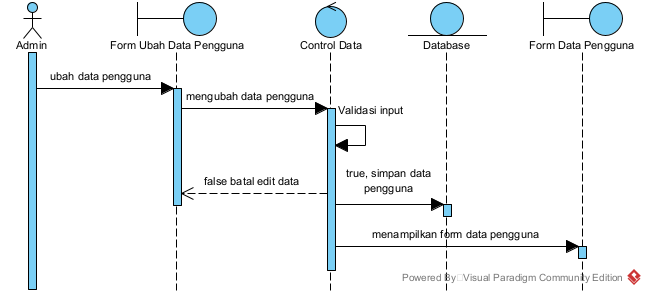 Admin
Form Ubah Data Pengguna
Control Data
Database
Form Data Pengguna
ubah data pengguna
mengubah data pengguna
Validasi input
true, simpan data
pengguna
false batal edit data
menampilkan form data pengguna
Powered By Visual Paradigm Community Edition